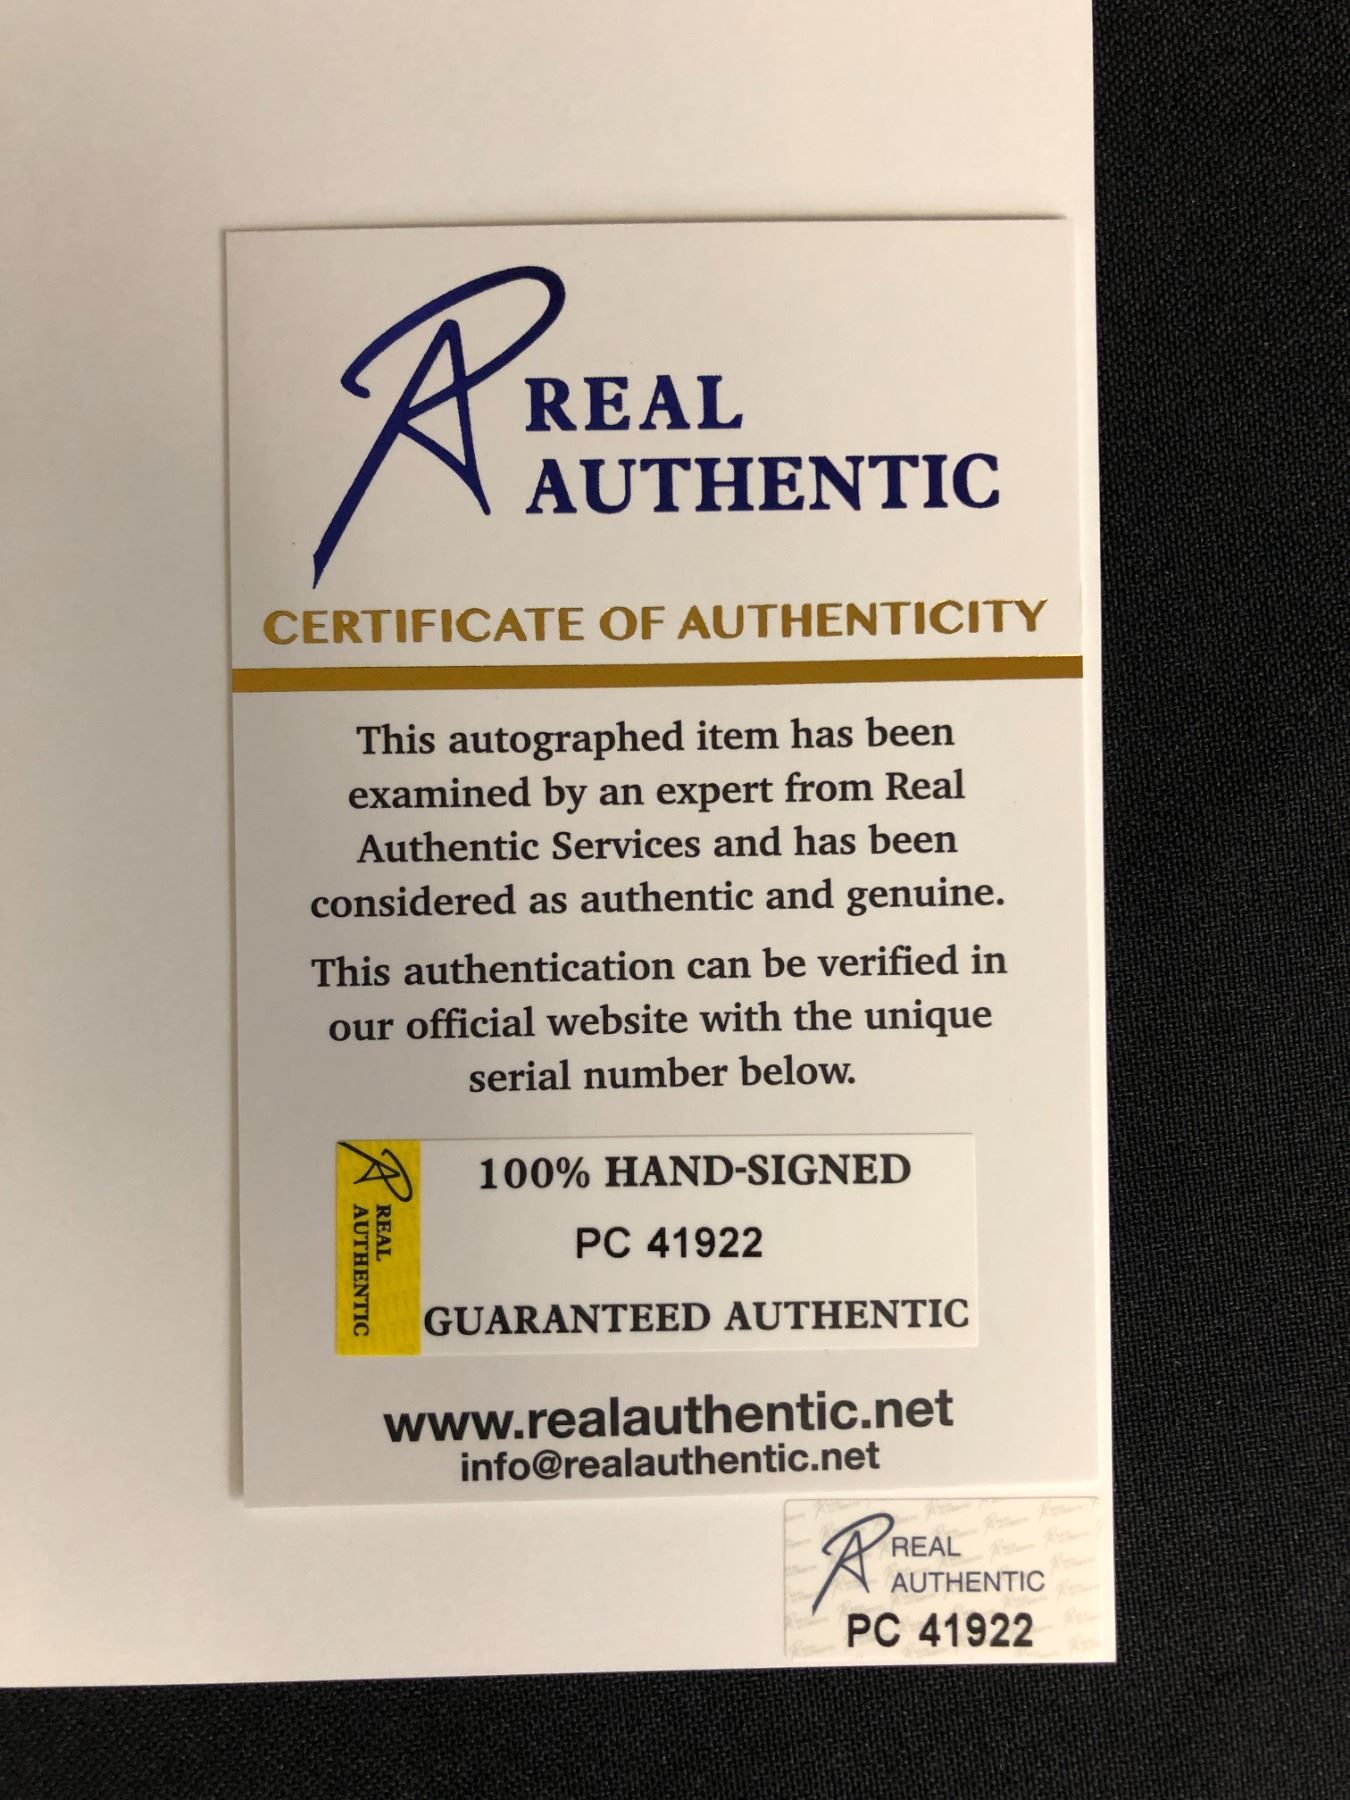 REAL
AUTHENTIC
CERTIFICATE OF AUTHENTICITY
This autographed item has been
examined by an expert from Real
Authentic Services and has been
considered as authentic and genuine.
This authentication can be verified in
our official website with the unique
serial number below.
REAL
AUTHENTIC
100% HAND-SIGNED
PC 41922
GUARANTEED AUTHENTIC
www.realauthentic.net
info@realauthentic.net
REAL
AUTHENTIC
PC 41922